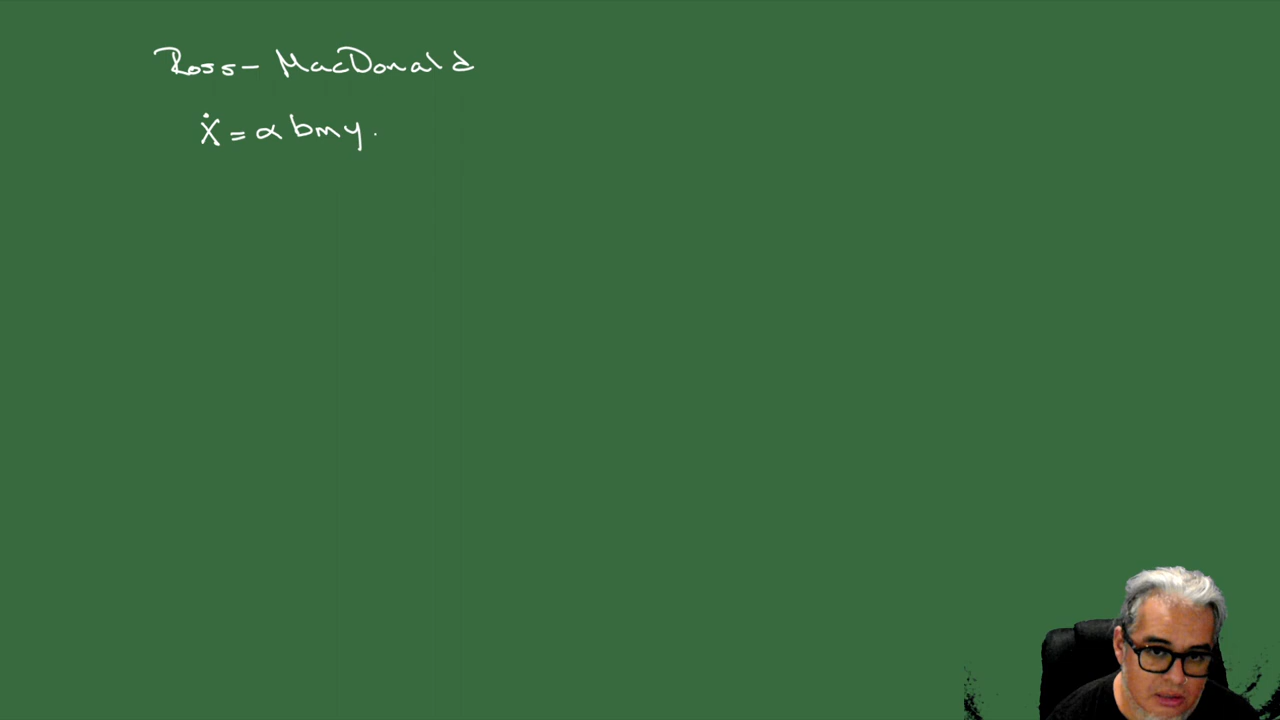 Ross- MacDonald
ẋ = α b m y.